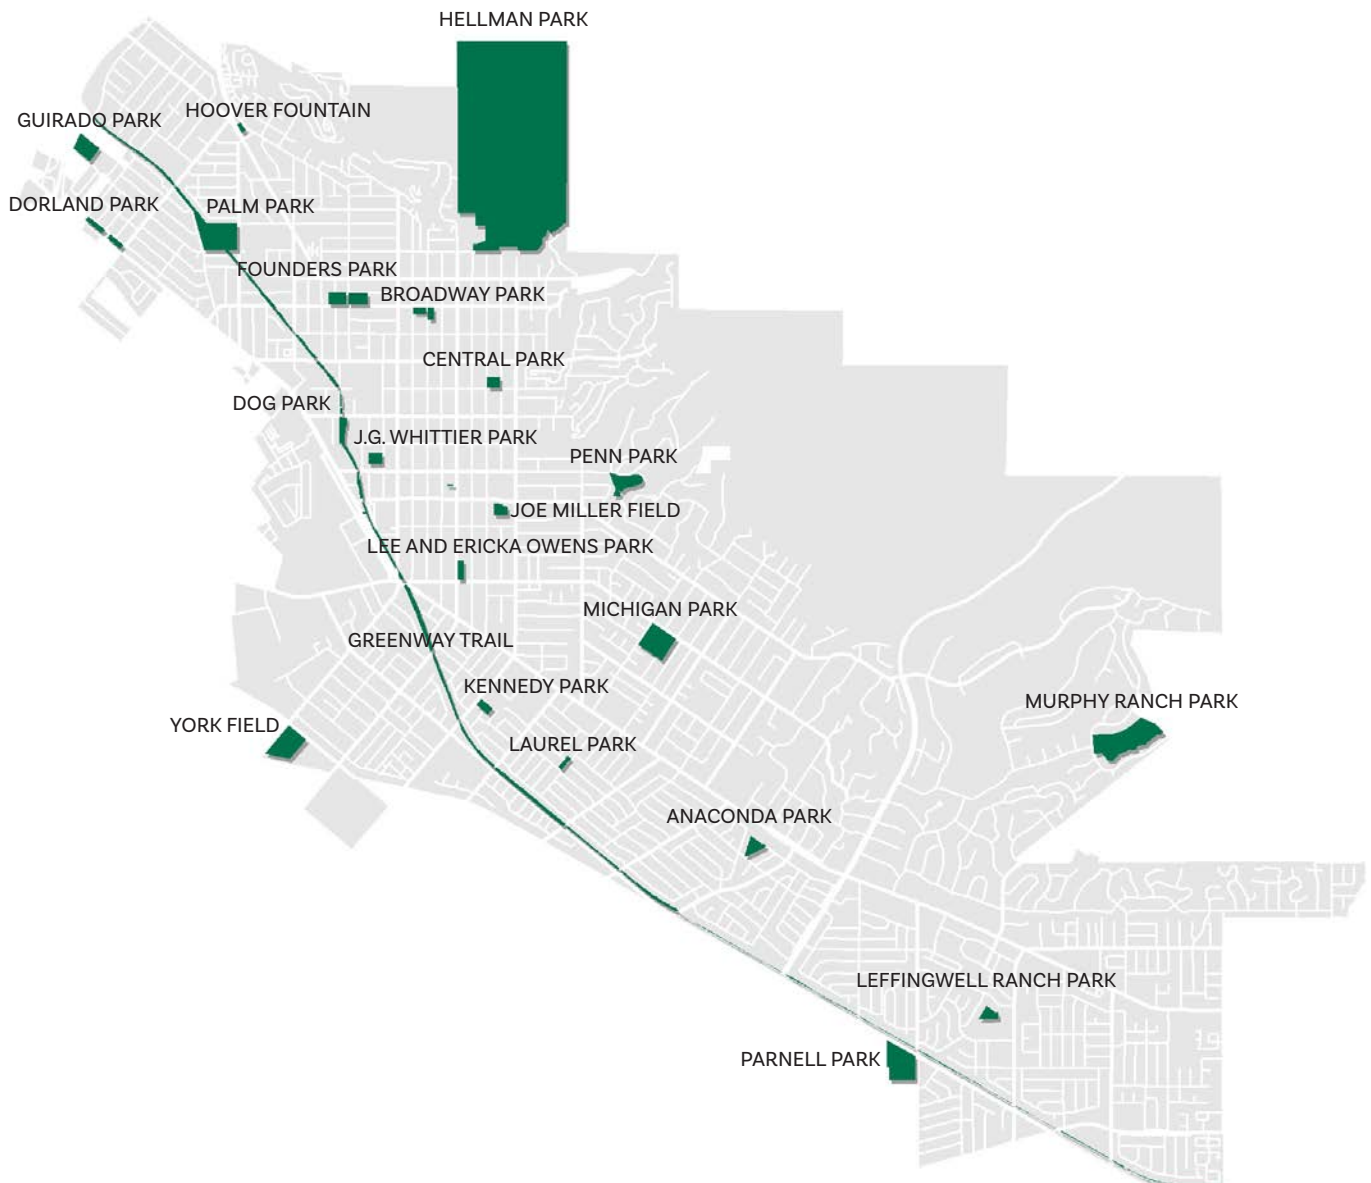 HELLMAN PARK
HOOVER FOUNTAIN
GUIRADO PARK
DORLAND PARK
PALM PARK
FOUNDERS PARK
BROADWAY PARK
CENTRAL PARK
DOG PARK
J.G. WHITTIER PARK
PENN PARK
JOE MILLER FIELD
LEE AND ERICKA OWENS PARK
MICHIGAN PARK
GREENWAY TRAIL
KENNEDY PARK
MURPHY RANCH PARK
YORK FIELD
LAUREL PARK
ANACONDA PARK
LEFFINGWELL RANCH PARK
PARNELL PARK